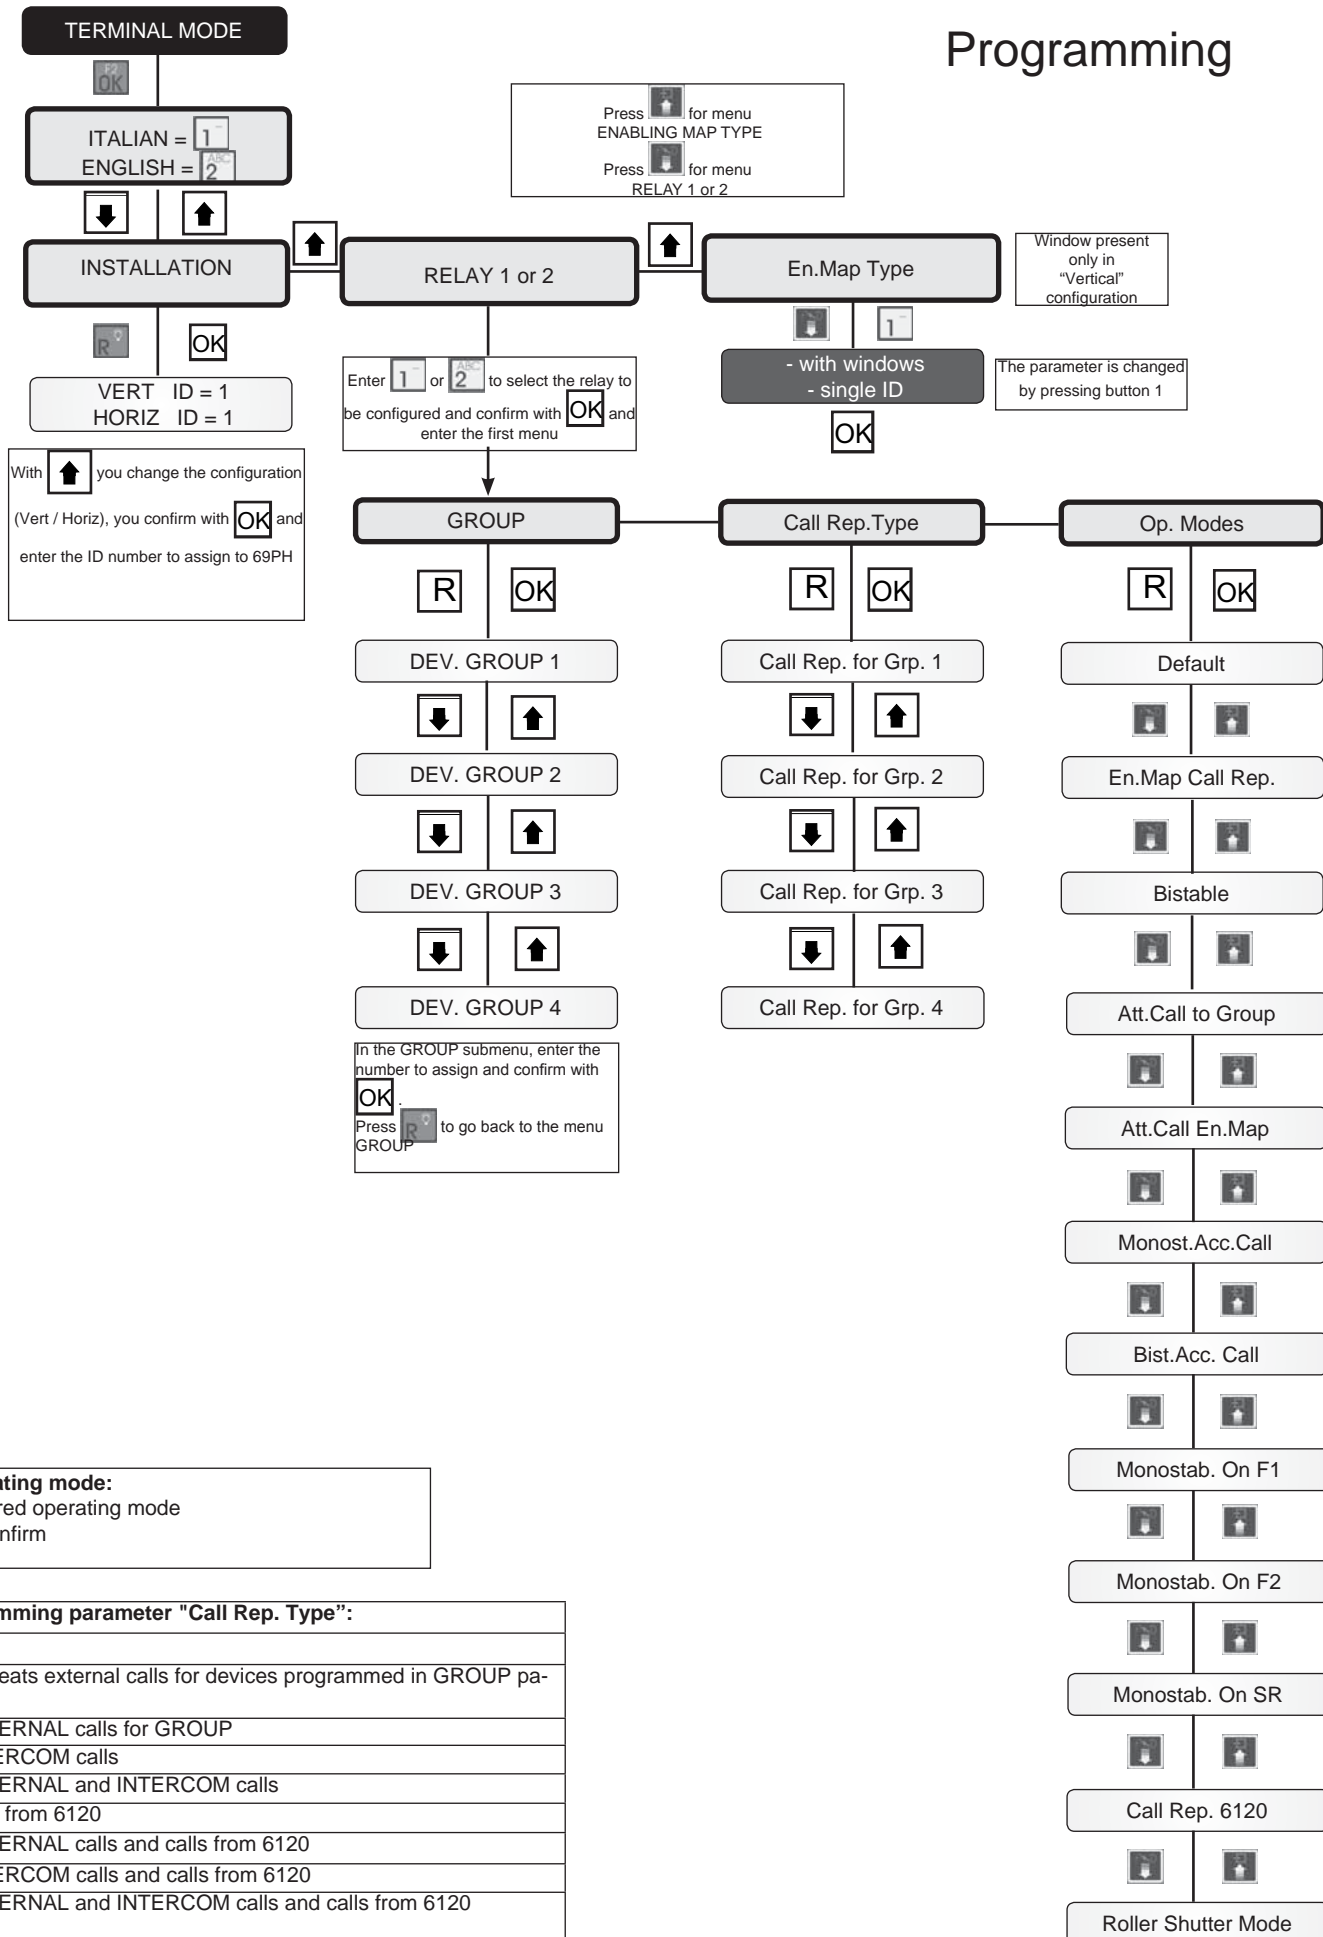 Programming
TERMINAL MODE
F2
OK
ITALIAN = 1
ENGLISH = ABC 2
Press for menu
ENABLING MAP TYPE
Press for menu
RELAY 1 or 2
INSTALLATION
RELAY 1 or 2
En.Map Type
Window present
only in
“Vertical”
configuration
R OK
1
VERT ID = 1
HORIZ ID = 1
Enter 1 or ABC 2 to select the relay to
be configured and confirm with OK and
enter the first menu
- with windows
- single ID
OK
The parameter is changed
by pressing button 1
With you change the configuration
(Vert / Horiz), you confirm with OK and
enter the ID number to assign to 69PH
GROUP
Call Rep.Type
Op. Modes
R OK
R OK
R OK
DEV. GROUP 1
Call Rep. for Grp. 1
Default
DEV. GROUP 2
Call Rep. for Grp. 2
En.Map Call Rep.
DEV. GROUP 3
Call Rep. for Grp. 3
Bistable
DEV. GROUP 4
Call Rep. for Grp. 4
Att.Call to Group
In the GROUP submenu, enter the
number to assign and confirm with
OK .
Press R to go back to the menu
GROUP
Att.Call En.Map
Monost.Acc.Call
Bist.Acc. Call
Monostab. On F1
Monostab. On F2
Monostab. On SR
Call Rep. 6120
Roller Shutter Mode
ating mode:
red operating mode
nfirm
mming parameter "Call Rep. Type”:
eats external calls for devices programmed in GROUP pa-
ERNAL calls for GROUP
ERCOM calls
ERNAL and INTERCOM calls
from 6120
ERNAL calls and calls from 6120
ERCOM calls and calls from 6120
ERNAL and INTERCOM calls and calls from 6120